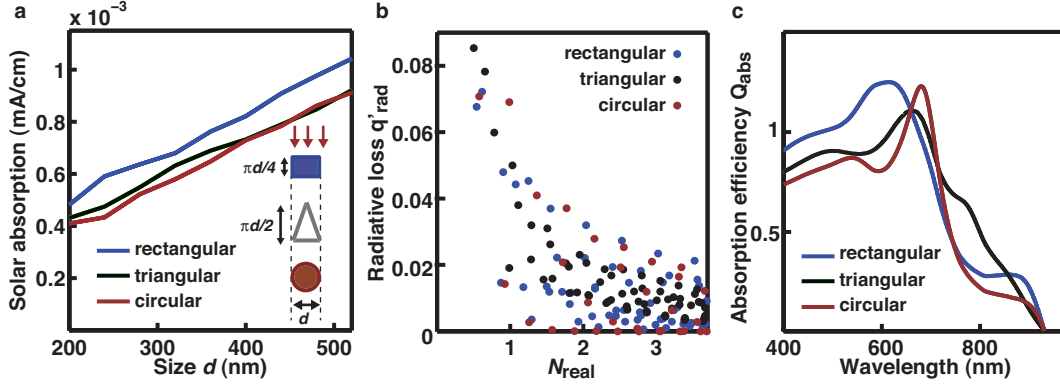 a
x 10⁻³
Solar absorption (mA/cm)
1
0.8
0.6
0.4
0.2
200
300
400
500
Size d (nm)
πd/4
πd/2
d
rectangular
triangular
circular
b
Radiative loss q'rad
0.08
0.06
0.04
0.02
0
1
2
3
Nreal
rectangular
triangular
circular
c
Absorption efficiency Qabs
1
0.5
400
600
800
Wavelength (nm)
rectangular
triangular
circular